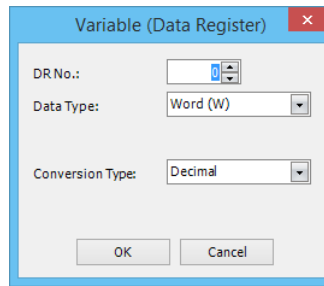 Variable (Data Register)
DR No.: 0
Data Type: Word (W)
Conversion Type: Decimal
OK Cancel